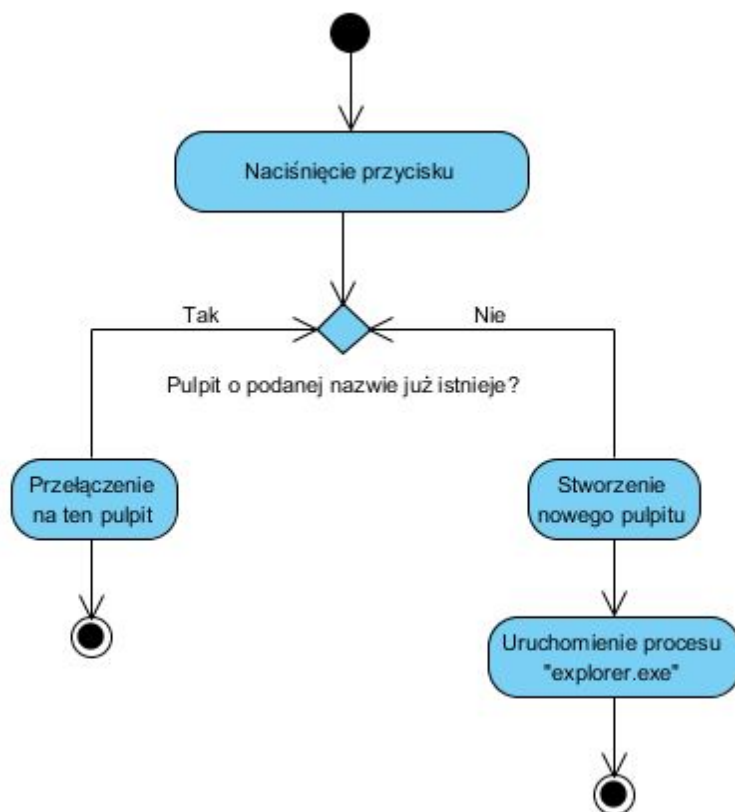 Naciśnięcie przycisku
Tak
Nie
Pulpit o podanej nazwie już istnieje?
Przełączenie
na ten pulpit
Stworzenie
nowego pulpitu
Uruchomienie procesu
"explorer.exe"